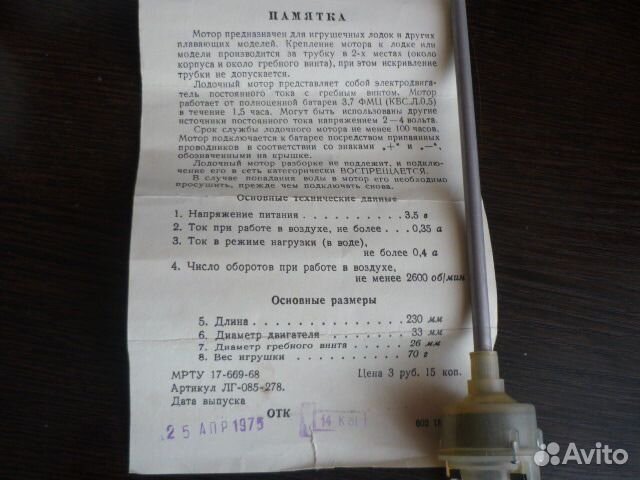 ПАМЯТКА
Мотор предназначен для игрушечных лодок и других
плавающих моделей. Крепление мотора к лодке или
модели производится за трубку в 2-х местах (около
корпуса и около гребного винта), при этом искривление
трубки не допускается.
Лодочный мотор представляет собой электродвига-
тель постоянного тока с гребным винтом. Мотор
работает от полноценной батареи 3,7 ФМЦ (КБС.Л.0,5)
в течение 1,5 часа. Могут быть использованы другие
источники постоянного тока напряжением 2—4 вольта.
Срок службы лодочного мотора не менее 100 часов.
Мотор подключается к батарее посредством припаянных
проводников в соответствии со знаками „+“ и „—“,
обозначенными на крышке.
Лодочный мотор разборке не подлежит, и подклю-
чение его в сеть категорически ВОСПРЕЩАЕТСЯ.
В случае попадания воды в мотор его необходимо
просушить, прежде чем подключать снова.
Основные технические данные
1. Напряжение питания . . . . . . . . . . 3,5 в
2. Ток при работе в воздухе, не более . . . 0,35 а
3. Ток в режиме нагрузки (в воде),
не более 0,4 а
4. Число оборотов при работе в воздухе,
не менее 2600 об/мин
Основные размеры
5. Длина . . . . . . . . . . . . . . 230 мм
6. Диаметр двигателя . . . . . . . 33 мм
7. Диаметр гребного винта . . . . . 26 мм
8. Вес игрушки . . . . . . . . . . 70 г
МРТУ 17-669-68 Цена 3 руб. 15 коп.
Артикул ЛГ-085-278.
Дата выпуска
ОТК
25 АПР 1975 14
Avito